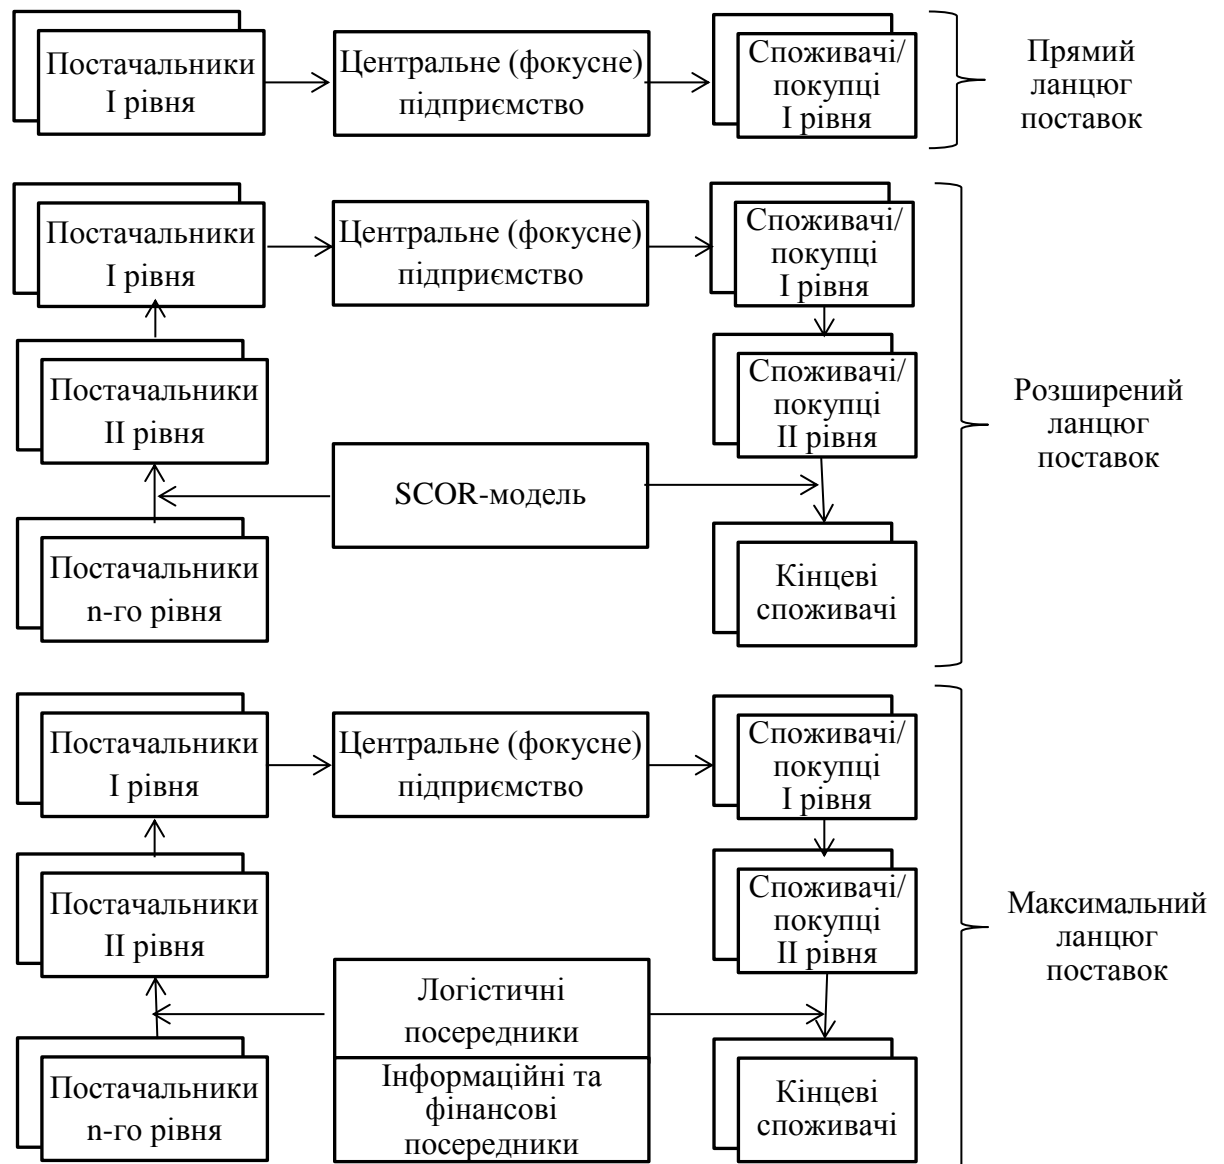 Постачальники
І рівня
Центральне (фокусне)
підприємство
Споживачі/
покупці
І рівня
Прямий
ланцюг
поставок
Постачальники
І рівня
Центральне (фокусне)
підприємство
Споживачі/
покупці
І рівня
Постачальники
ІІ рівня
Споживачі/
покупці
ІІ рівня
Розширений
ланцюг
поставок
SCOR-модель
Постачальники
n-го рівня
Кінцеві
споживачі
Постачальники
І рівня
Центральне (фокусне)
підприємство
Споживачі/
покупці
І рівня
Постачальники
ІІ рівня
Споживачі/
покупці
ІІ рівня
Максимальний
ланцюг
поставок
Логістичні
посередники
Постачальники
n-го рівня
Інформаційні та
фінансові
посередники
Кінцеві
споживачі